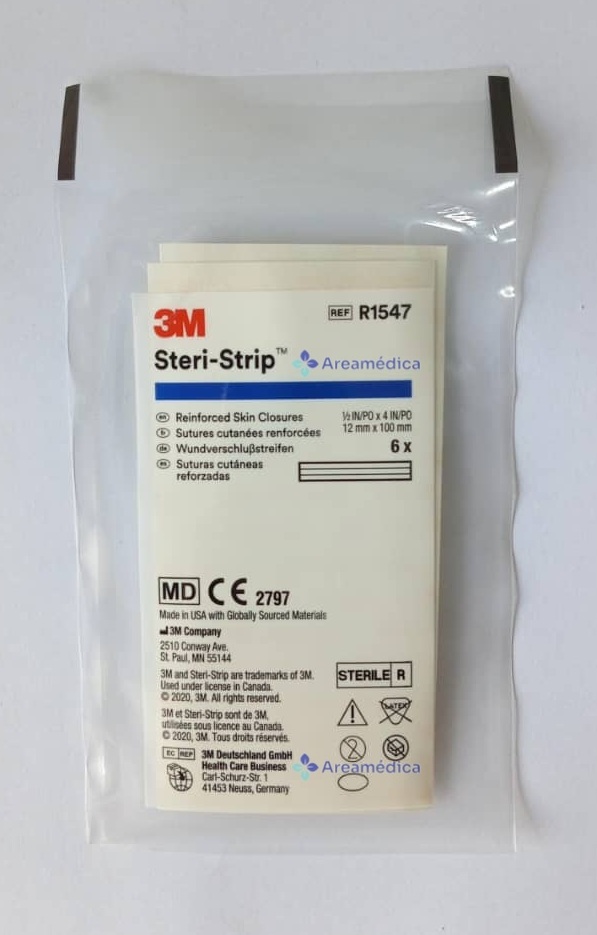 3M
REF R1547
Steri-Strip™
Areamédica
en Reinforced Skin Closures
½ IN/PO x 4 IN/PO
fr Sutures cutanées renforcées
12 mm x 100 mm
de Wundverschlußstreifen
6 x
es Suturas cutáneas
reforzadas
MD CE 2797
Made in USA with Globally Sourced Materials
3M Company
2510 Conway Ave.
St. Paul, MN 55144
3M and Steri-Strip are trademarks of 3M.
Used under license in Canada.
© 2020, 3M. All rights reserved.
STERILE R
3M et Steri-Strip sont de 3M,
utilisées sous licence au Canada.
© 2020, 3M. Tous droits réservés.
LATEX
2
EC REP 3M Deutschland GmbH
Health Care Business
Areamédica
Carl-Schurz-Str. 1
41453 Neuss, Germany